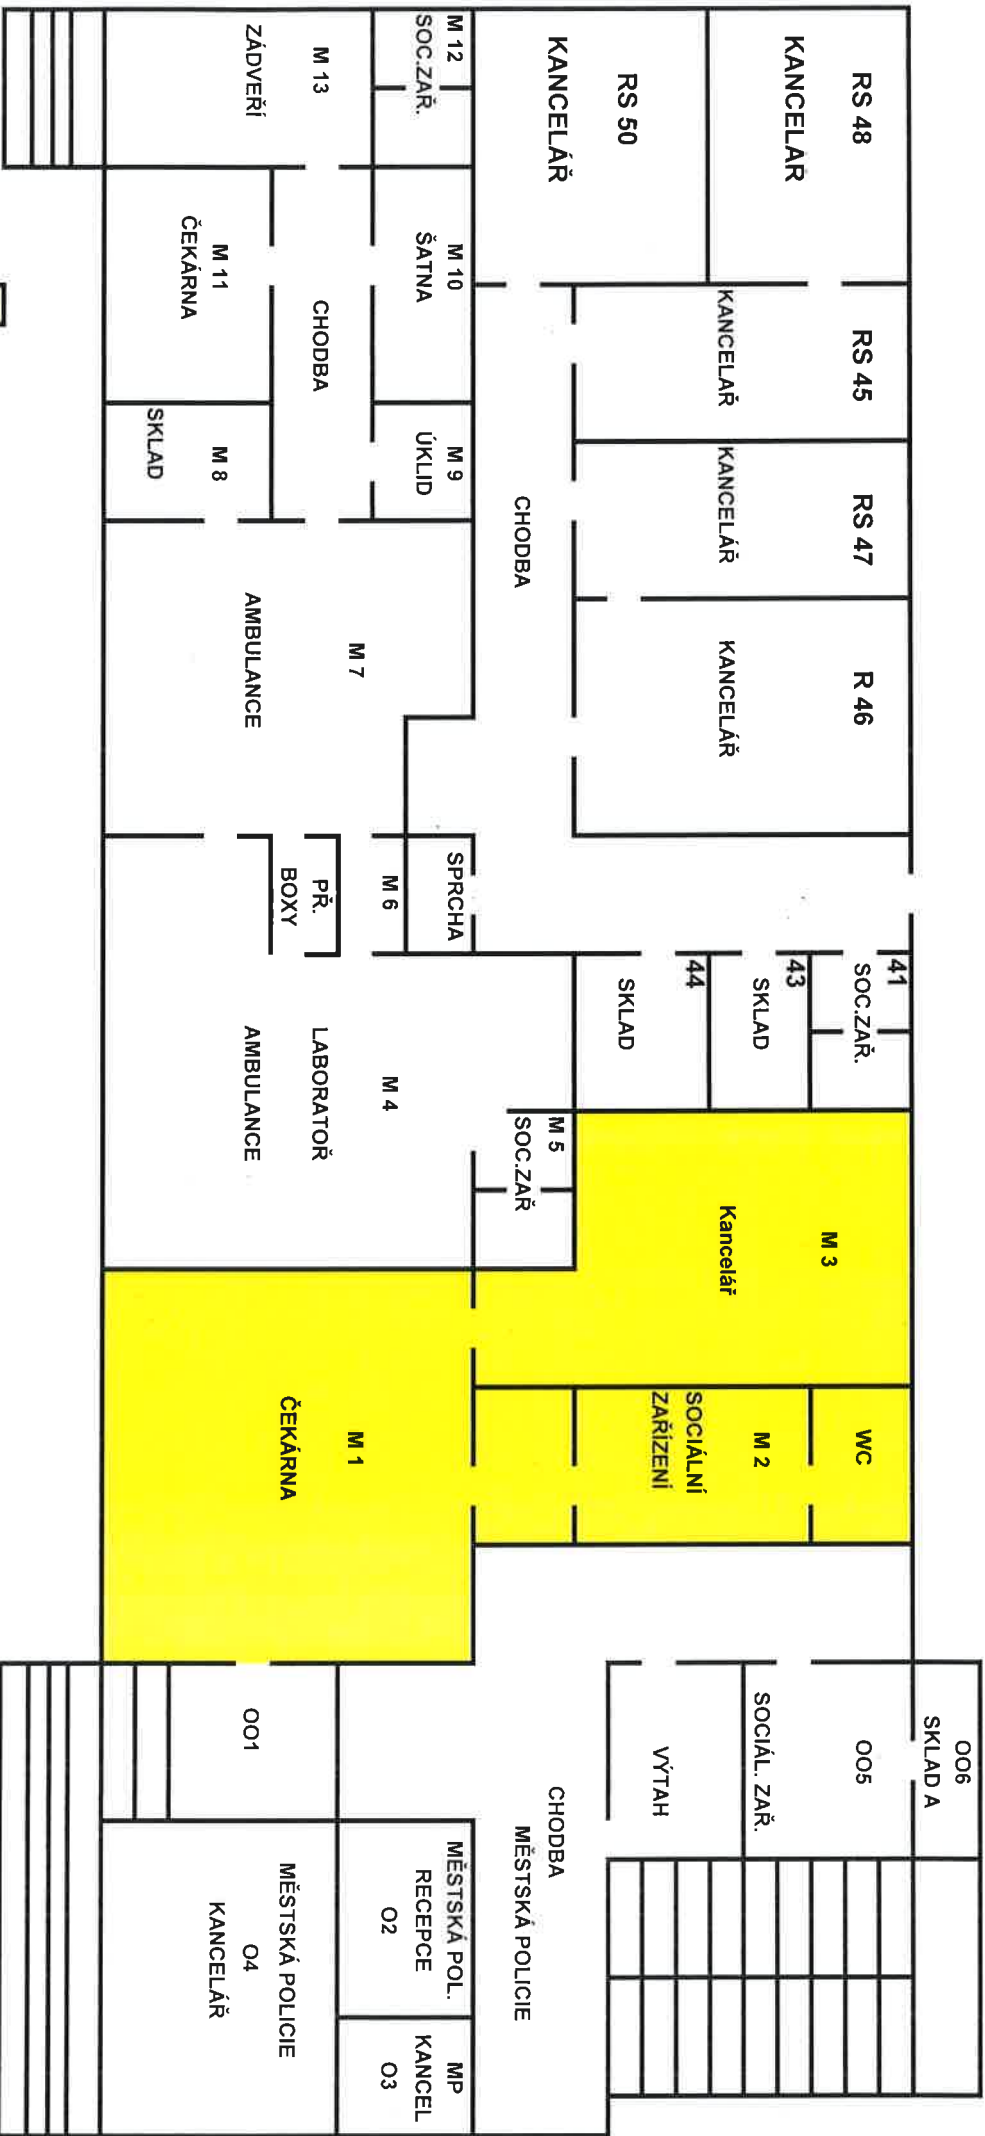 RS 48
KANCELÁŘ
RS 50
KANCELÁŘ
M 12
SOC.ZAŘ.
M 13
ZÁDVEŘÍ
RS 45
KANCELAŘ
RS 47
KANCELÁŘ
R 46
KANCELÁŘ
CHODBA
M 10
ŠATNA
M 9
ÚKLID
CHODBA
M 11
ČEKÁRNA
M 8
SKLAD
M 7
AMBULANCE
SPRCHA
M 6
PŘ.
BOXY
41
SOC.ZAŘ.
43
SKLAD
44
SKLAD
M 5
SOC.ZAŘ
M 4
LABORATOŘ
AMBULANCE
M 3
Kancelář
WC
M 2
SOCIÁLNÍ
ZAŘÍZENÍ
M 1
ČEKÁRNA
OO6
SKLAD A
OO5
SOCIÁL. ZAŘ.
VÝTAH
CHODBA
MĚSTSKÁ POLICIE
OO1
MĚSTSKÁ POL.
RECEPCE
O2
MP
KANCEL
O3
MĚSTSKÁ POLICIE
O4
KANCELÁŘ